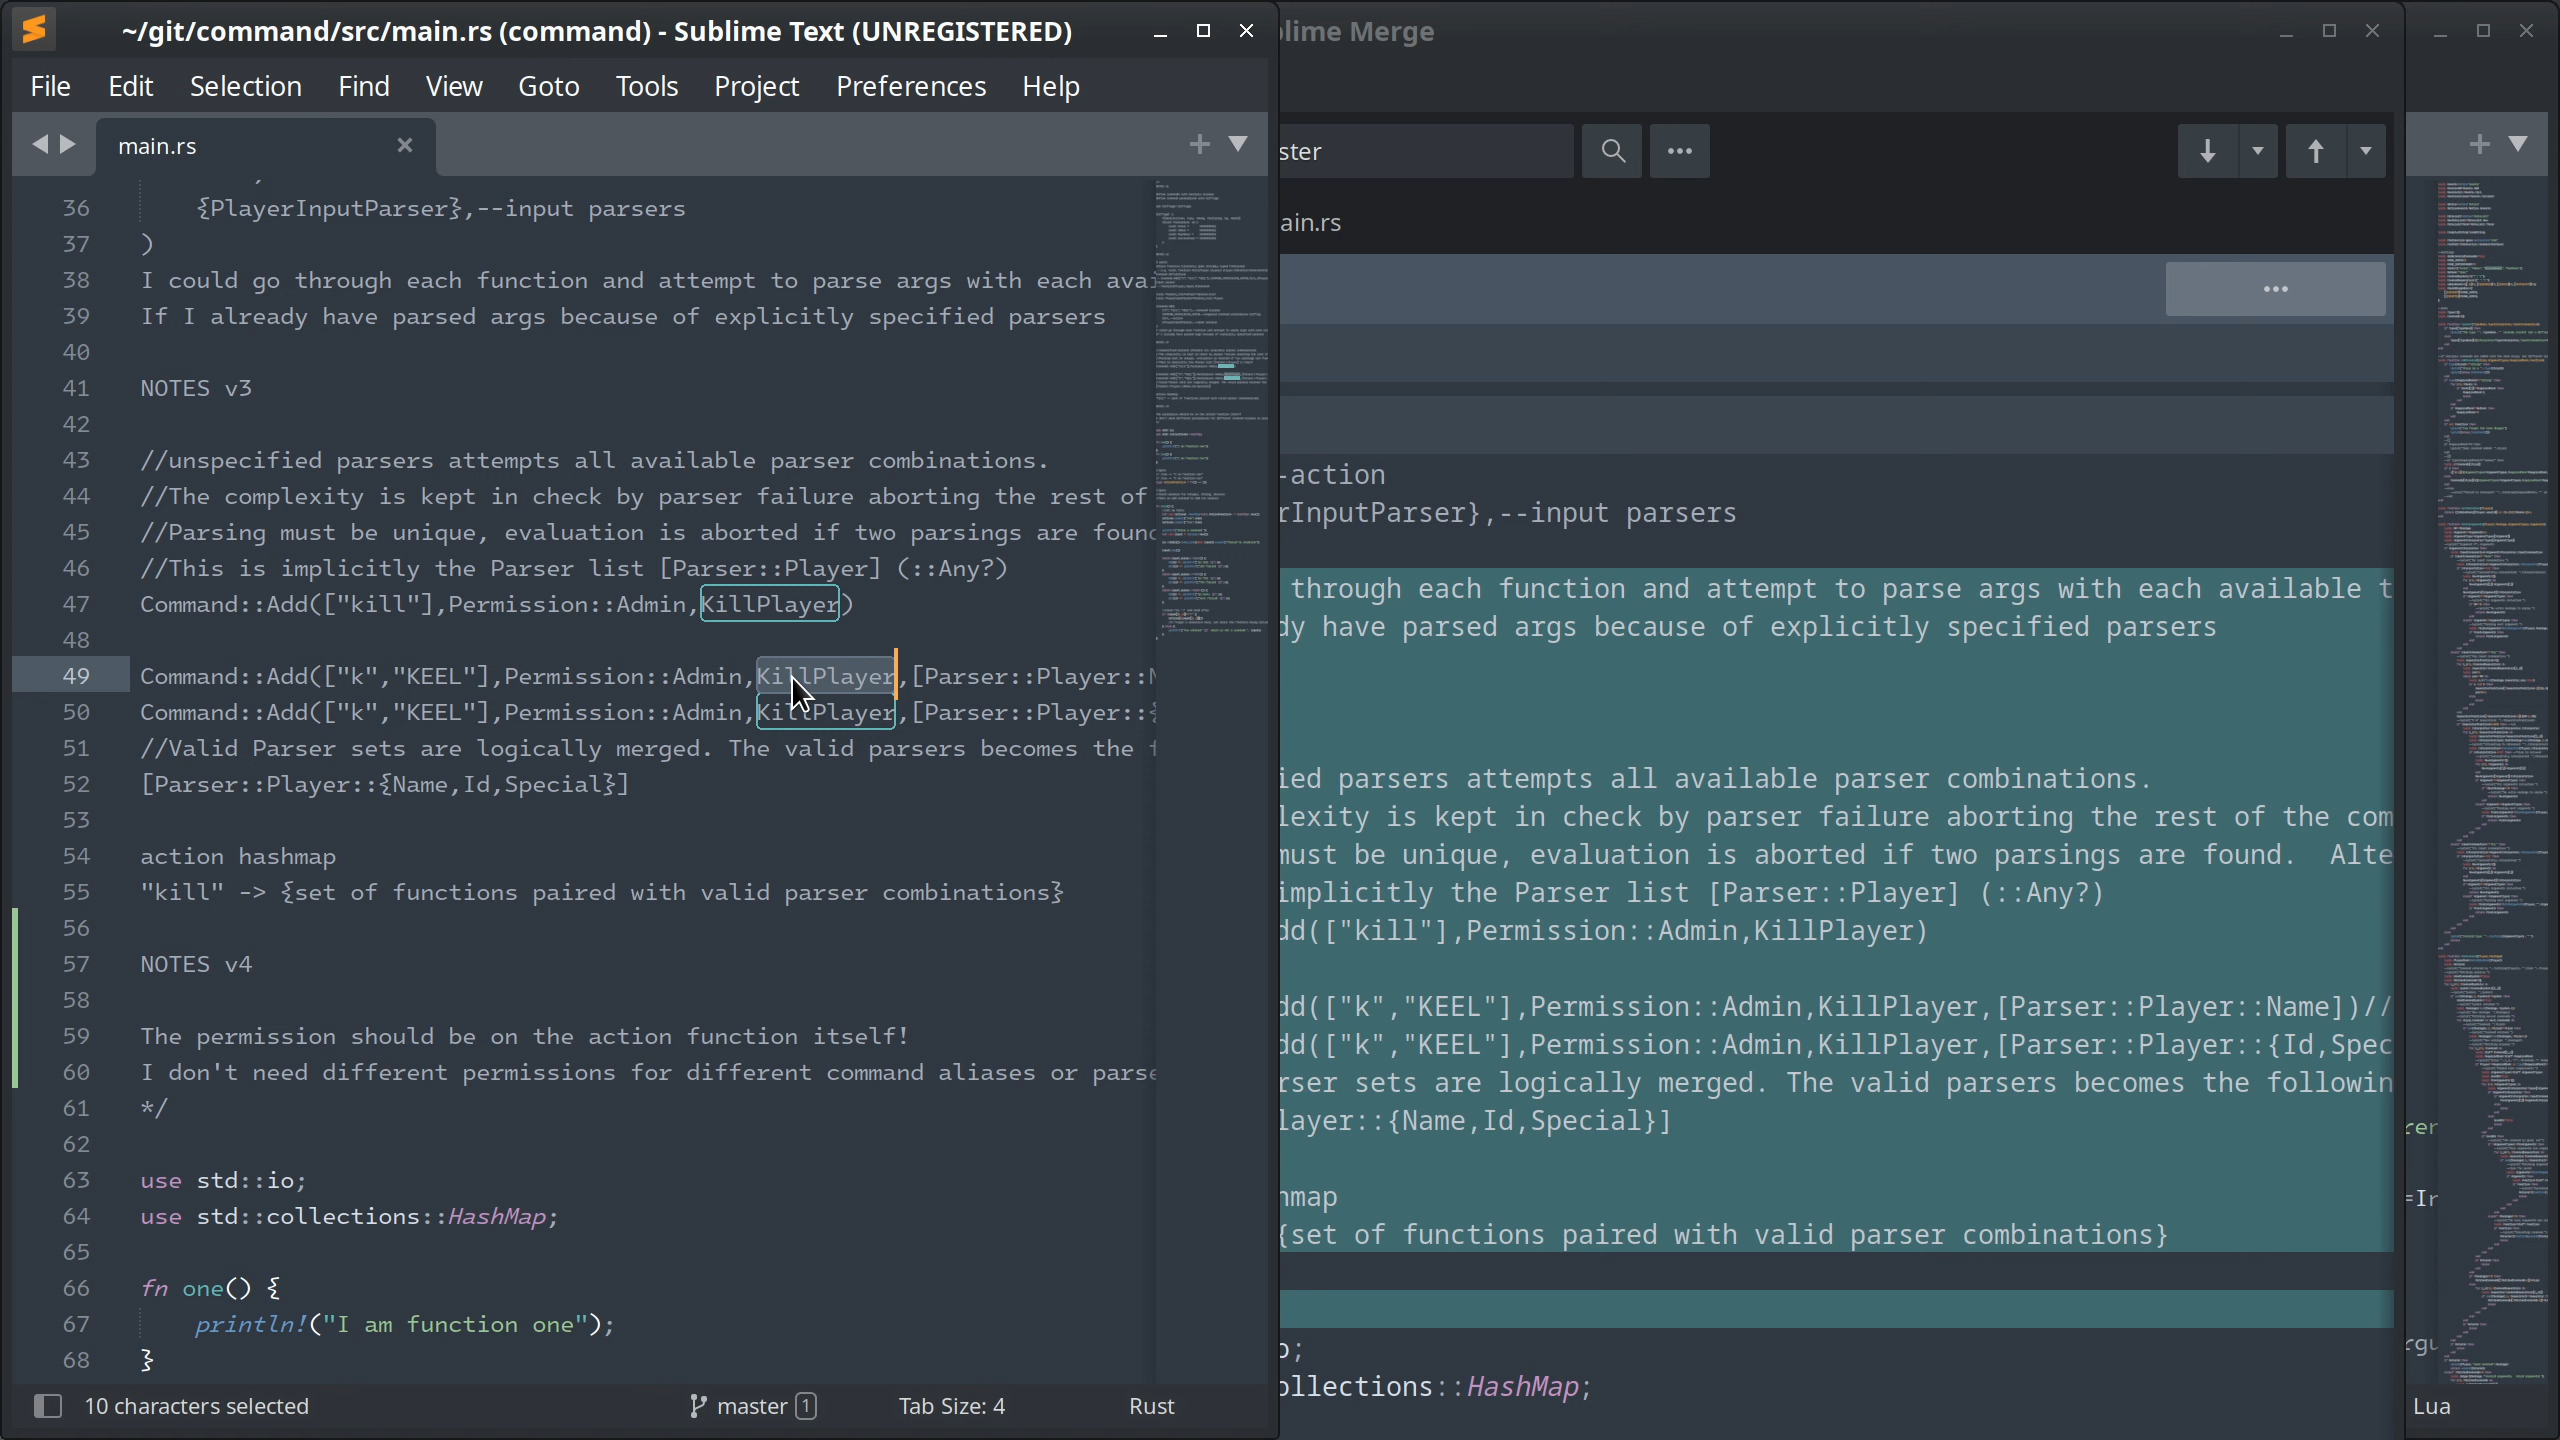 ~/git/command/src/main.rs (command) - Sublime Text (UNREGISTERED)
File Edit Selection Find View Goto Tools Project Preferences Help
main.rs
36 {PlayerInputParser},--input parsers
37 )
38 I could go through each function and attempt to parse args with each
39 If I already have parsed args because of explicitly specified parsers
40
41 NOTES v3
42
43 //unspecified parsers attempts all available parser combinations.
44 //The complexity is kept in check by parser failure aborting the rest of
45 //Parsing must be unique, evaluation is aborted if two parsings are found
46 //This is implicitly the Parser list [Parser::Player] (::Any?)
47 Command::Add(["kill"],Permission::Admin,KillPlayer)
48
49 Command::Add(["k","KEEL"],Permission::Admin,KillPlayer,[Parser::Player::N
50 Command::Add(["k","KEEL"],Permission::Admin,KillPlayer,[Parser::Player::{
51 //Valid Parser sets are logically merged. The valid parsers becomes the
52 [Parser::Player::{Name,Id,Special}]
53
54 action hashmap
55 "kill" -> {set of functions paired with valid parser combinations}
56
57 NOTES v4
58
59 The permission should be on the action function itself!
60 I don't need different permissions for different command aliases or parse
61 */
62
63 use std::io;
64 use std::collections::HashMap;
65
66 fn one() {
67 println!("I am function one");
68 }
10 characters selected master 1 Tab Size: 4 Rust
blime Merge
ster
ain.rs
-action
rInputParser},--input parsers
through each function and attempt to parse args with each available t
dy have parsed args because of explicitly specified parsers
ied parsers attempts all available parser combinations.
lexity is kept in check by parser failure aborting the rest of the com
must be unique, evaluation is aborted if two parsings are found. Alte
implicitly the Parser list [Parser::Player] (::Any?)
dd(["kill"],Permission::Admin,KillPlayer)
dd(["k","KEEL"],Permission::Admin,KillPlayer,[Parser::Player::Name])//
dd(["k","KEEL"],Permission::Admin,KillPlayer,[Parser::Player::{Id,Spec
rser sets are logically merged. The valid parsers becomes the followin
layer::{Name,Id,Special}]
hmap
{set of functions paired with valid parser combinations}
o;
ollections::HashMap;
rer
=Ir
rgu
Lua